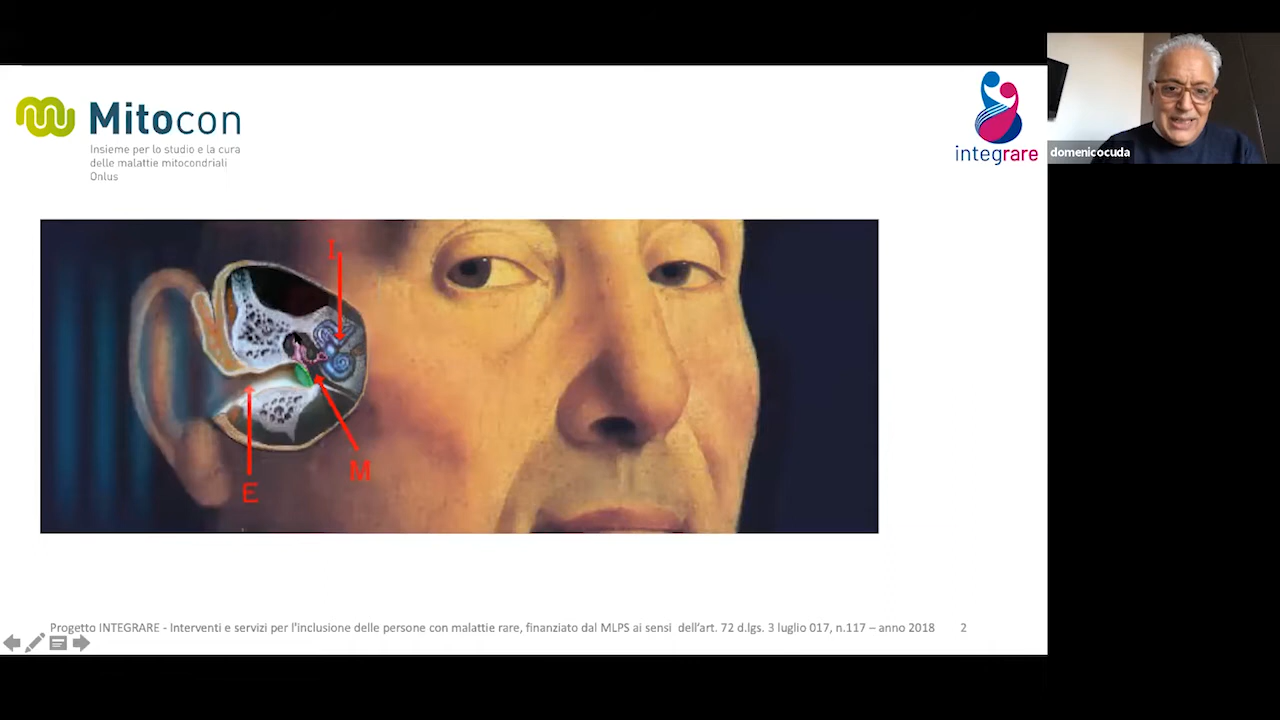 Mitocon
Insieme per lo studio e la cura
delle malattie mitocondriali
Onlus
integrare
domenicocuda
I
M
E
Progetto INTEGRARE - Interventi e servizi per l'inclusione delle persone con malattie rare, finanziato dal MLPS ai sensi dell'art. 72 d.lgs. 3 luglio 017, n.117 – anno 2018 2